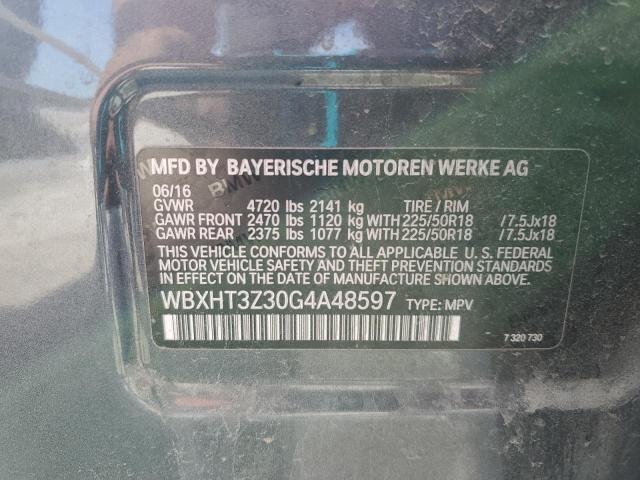 MFD BY BAYERISCHE MOTOREN WERKE AG
06/16
GVWR 4720 lbs 2141 kg TIRE / RIM
GAWR FRONT 2470 lbs 1120 kg WITH 225/50R18 /7.5Jx18
GAWR REAR 2375 lbs 1077 kg WITH 225/50R18 /7.5Jx18
THIS VEHICLE CONFORMS TO ALL APPLICABLE U. S. FEDERAL
MOTOR VEHICLE SAFETY AND THEFT PREVENTION STANDARDS
IN EFFECT ON THE DATE OF MANUFACTURE SHOWN ABOVE.
WBXHT3Z30G4A48597 TYPE: MPV
7 320 730